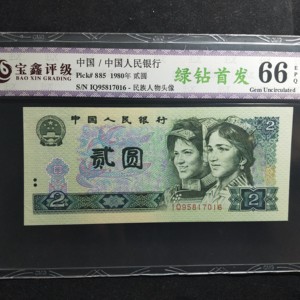 宝鑫评级
BAO XIN GRADING
中国 / 中国人民银行
Pick# 885 1980年 贰圆
S/N IQ95817016 - 民族人物头像
绿钻首发
66 EPQ
Gem Uncirculated
中国人民银行
贰圆
2
2
IQ95817016